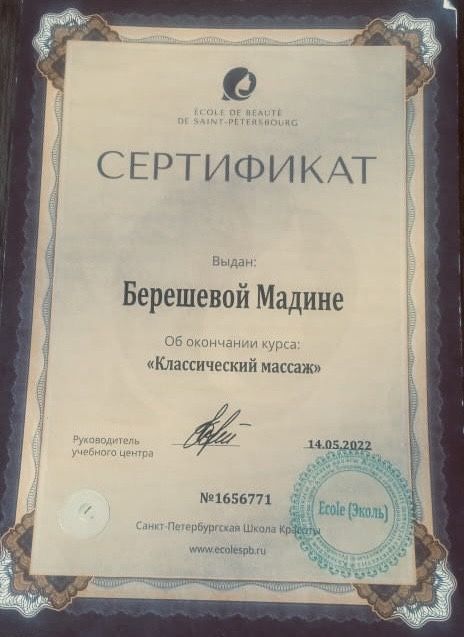 ÉCOLE DE BEAUTÉ
DE SAINT-PÉTERSBOURG
СЕРТИФИКАТ
Выдан:
Берешевой Мадине
Об окончании курса:
«Классический массаж»
Руководитель
учебного центра
14.05.2022
№1656771
Ecole (Эколь)
Санкт-Петербургская Школа Красоты
www.ecolespb.ru